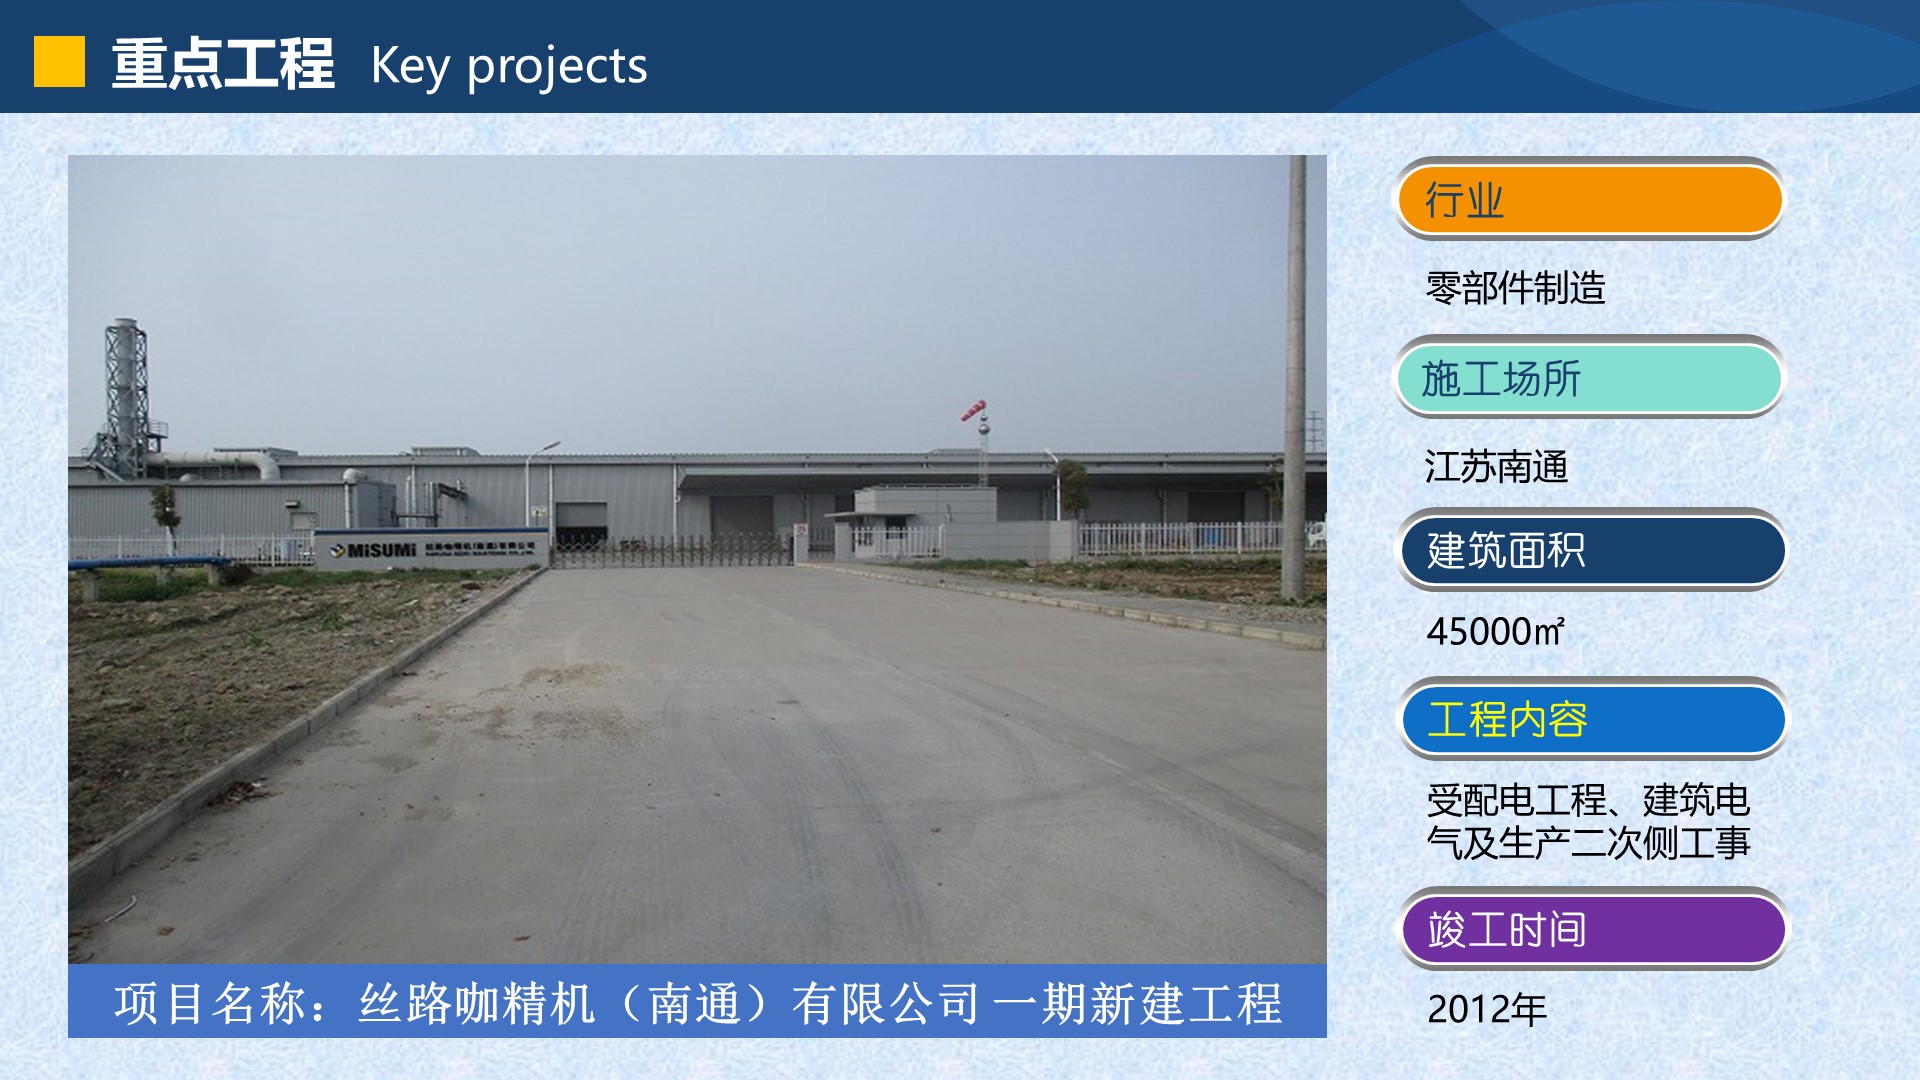 重点工程 Key projects
行业
零部件制造
施工场所
江苏南通
建筑面积
45000㎡
工程内容
受配电工程、建筑电
气及生产二次侧工事
竣工时间
2012年
MiSUMi
项目名称：丝路咖精机（南通）有限公司 一期新建工程